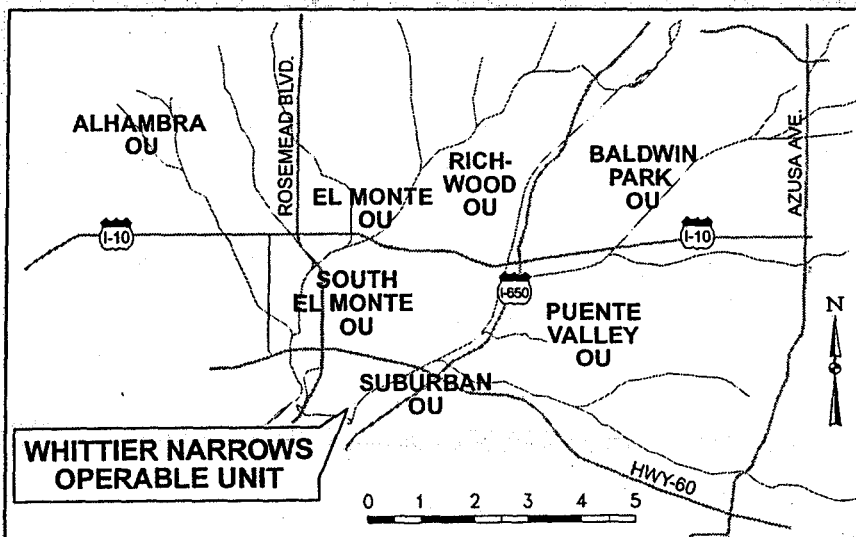 ROSEMEAD BLVD.
ALHAMBRA
OU
RICH-
WOOD
OU
BALDWIN
PARK
OU
AZUSA AVE.
EL MONTE
OU
I-10
I-10
SOUTH
EL MONTE
OU
I-650
PUENTE
VALLEY
OU
N
SUBURBAN
OU
WHITTIER NARROWS
OPERABLE UNIT
HWY-60
0 1 2 3 4 5